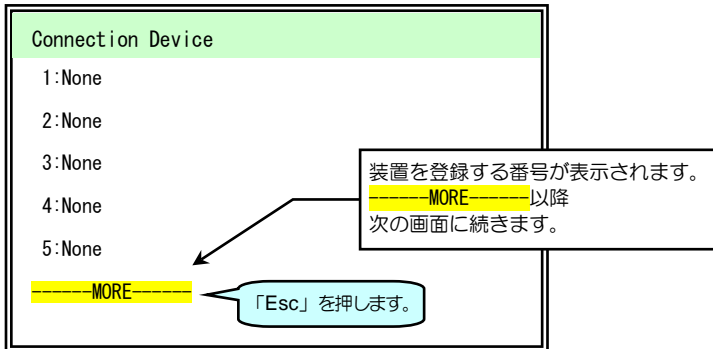 Connection Device
1:None
2:None
3:None
4:None
5:None
------MORE------
装置を登録する番号が表示されます。
------MORE------以降
次の画面に続きます。
「Esc」を押します。